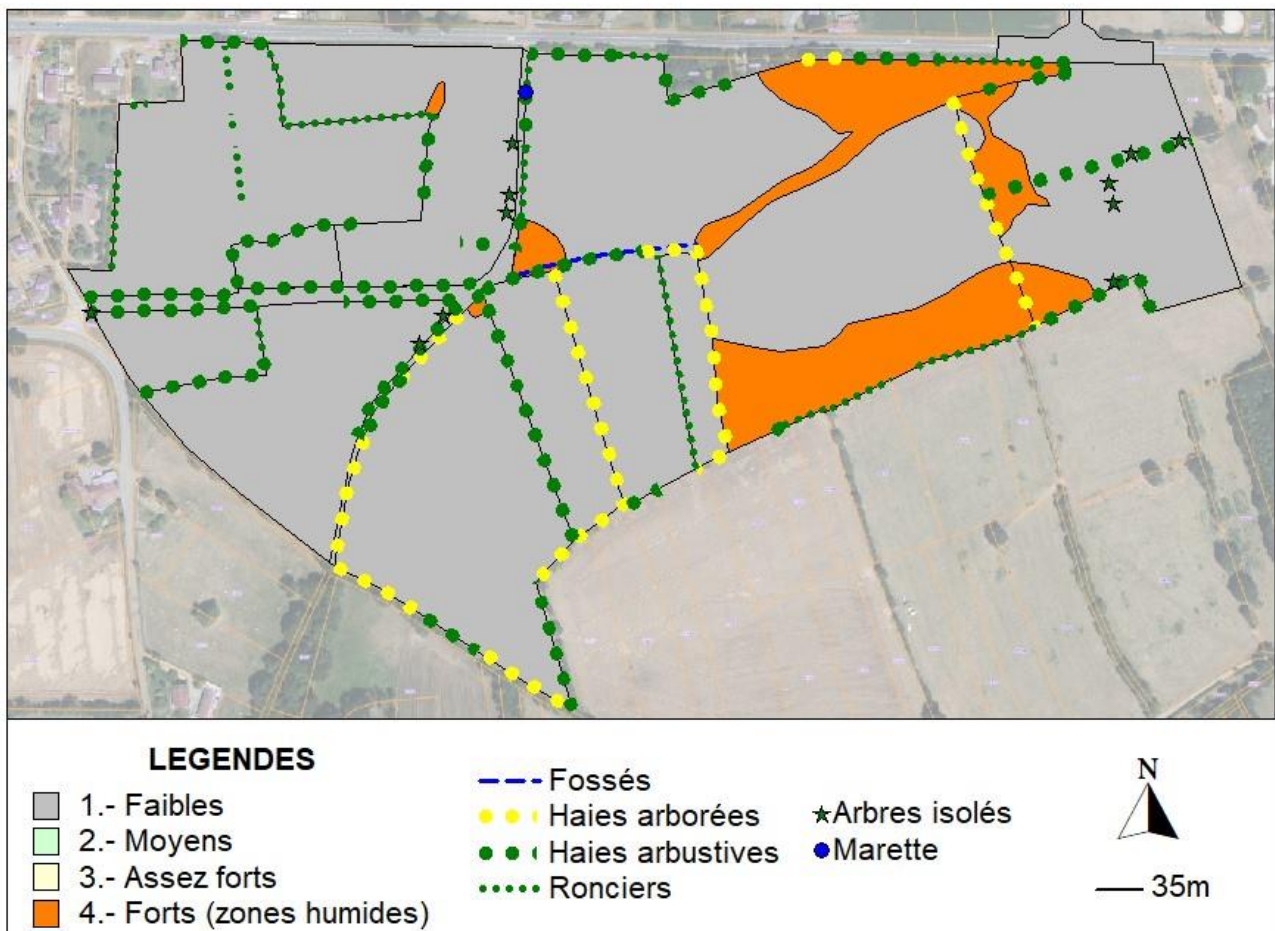 LEGENDES
1.- Faibles
2.- Moyens
3.- Assez forts
4.- Forts (zones humides)
Fossés
Haies arborées
Haies arbustives
Ronciers
Arbres isolés
Marette
N
35m